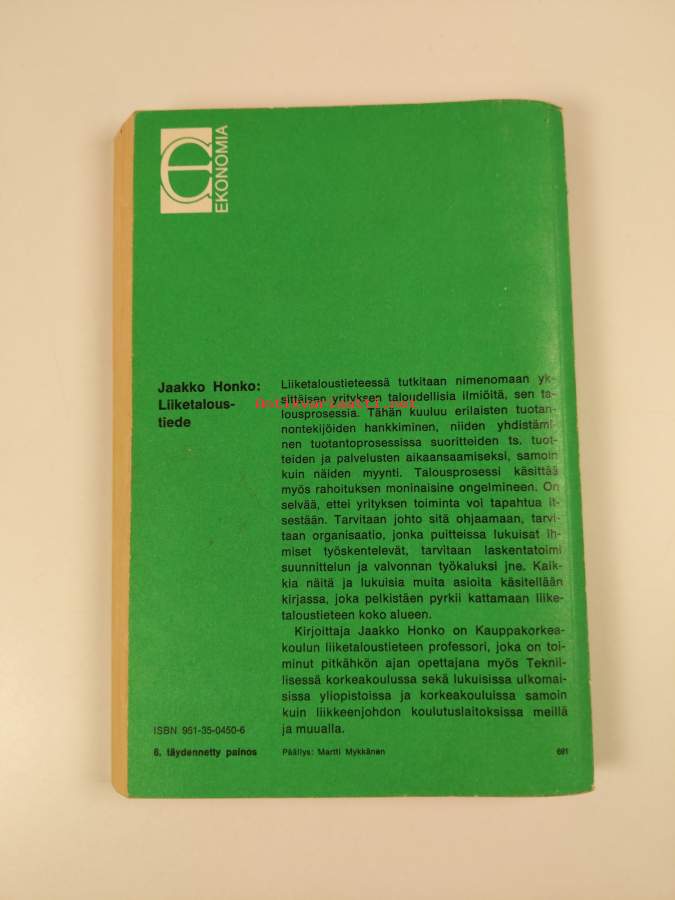 EKONOMIA
Jaakko Honko:
Liiketalous-
tiede
Liiketaloustieteessä tutkitaan nimenomaan yk-
sittäisen yrityksen taloudellisia ilmiöitä, sen ta-
lousprosessia. Tähän kuuluu erilaisten tuotan-
nontekijöiden hankkiminen, niiden yhdistämi-
nen tuotantoprosessissa suoritteiden ts. tuot-
teiden ja palvelusten aikaansaamiseksi, samoin
kuin näiden myynti. Talousprosessi käsittää
myös rahoituksen moninaisine ongelmineen. On
selvää, ettei yrityksen toiminta voi tapahtua it-
sestään. Tarvitaan johto sitä ohjaamaan, tarvi-
taan organisaatio, jonka puitteissa lukuisat ih-
miset työskentelevät, tarvitaan laskentatoimi
suunnittelun ja valvonnan työkaluksi jne. Kaik-
kia näitä ja lukuisia muita asioita käsitellään
kirjassa, joka pelkistäen pyrkii kattamaan liike-
taloustieteen koko alueen.
Kirjoittaja Jaakko Honko on Kauppakorkea-
koulun liiketaloustieteen professori, joka on toi-
minut pitkähkön ajan opettajana myös Teknil-
lisessä korkeakoulussa sekä lukuisissa ulkomai-
sissa yliopistoissa ja korkeakouluissa samoin
kuin liikkeenjohdon koulutuslaitoksissa meillä
ja muualla.
ISBN 951-35-0450-6
6. täydennetty painos
Päällys: Martti Mykkänen
691
antikvariaatti.net